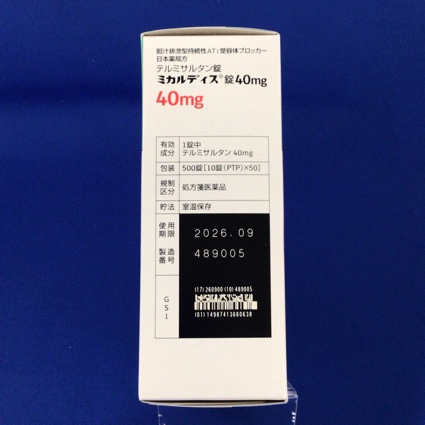 胆汁排泄型持続性AT₁受容体ブロッカー
日本薬局方
テルミサルタン錠
ミカルディス®錠40mg
40mg
有効成分 1錠中 テルミサルタン 40mg
包装 500錠[10錠(PTP)×50]
規制区分 処方箋医薬品
貯法 室温保存
使用期限 2026.09
製造番号 489005
GS1
(17)260900(10)489005
(01)14987413660638